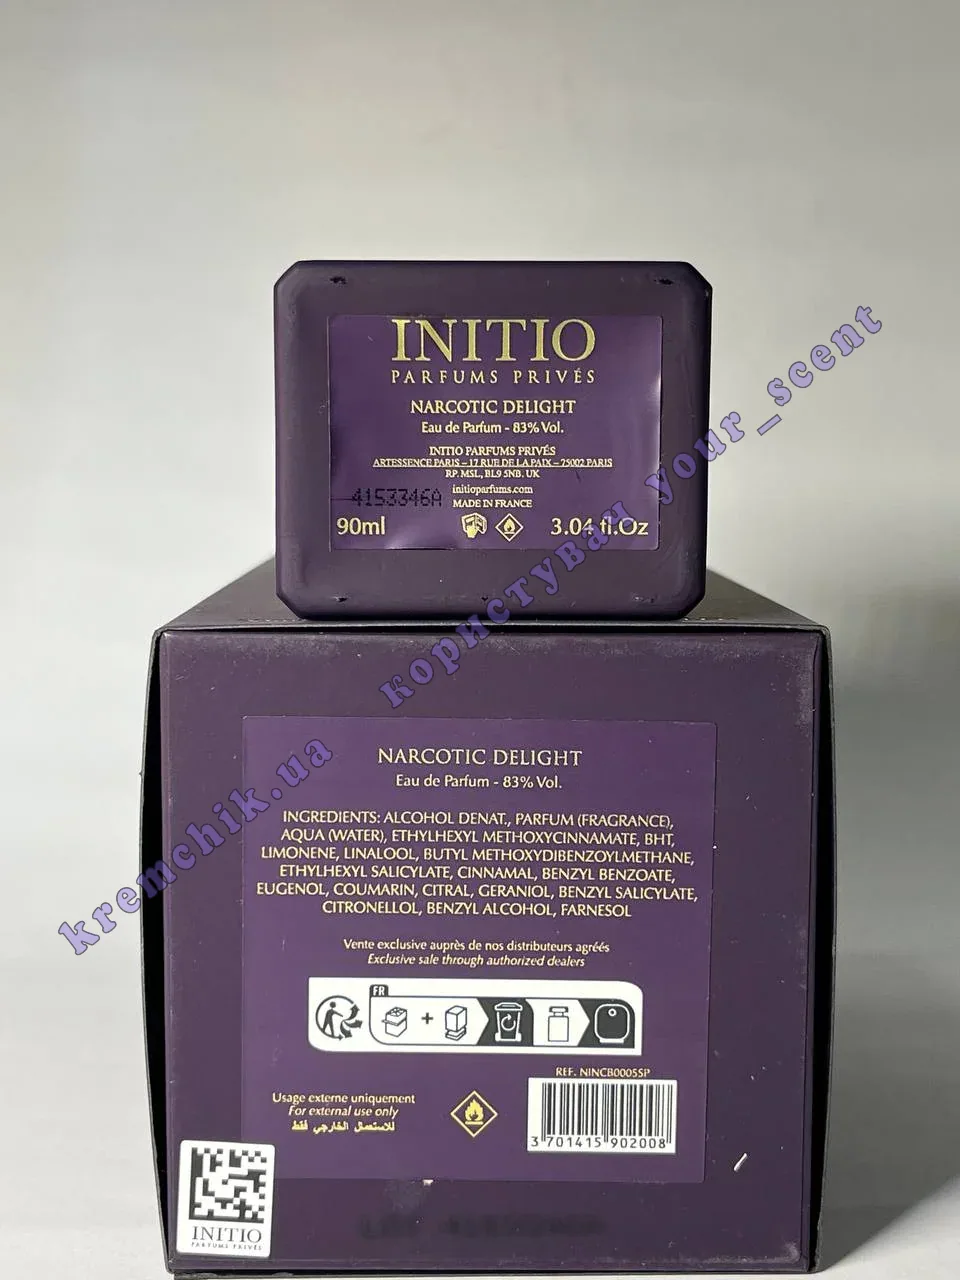 INITIO
PARFUMS PRIVÉS
NARCOTIC DELIGHT
Eau de Parfum - 83% Vol.
INITIO PARFUMS PRIVÉS
ARTESSENCE PARIS – 17 RUE DE LA PAIX – 75002 PARIS
RP. MSL, BL9 5NB. UK
initioparfums.com
4153346A
MADE IN FRANCE
90ml
3.04 fl.Oz
kremchik.ua користувач your_scent
NARCOTIC DELIGHT
Eau de Parfum - 83% Vol.
INGREDIENTS: ALCOHOL DENAT., PARFUM (FRAGRANCE),
AQUA (WATER), ETHYLHEXYL METHOXYCINNAMATE, BHT,
LIMONENE, LINALOOL, BUTYL METHOXYDIBENZOYLMETHANE,
ETHYLHEXYL SALICYLATE, CINNAMAL, BENZYL BENZOATE,
EUGENOL, COUMARIN, CITRAL, GERANIOL, BENZYL SALICYLATE,
CITRONELLOL, BENZYL ALCOHOL, FARNESOL
Vente exclusive auprès de nos distributeurs agréés
Exclusive sale through authorized dealers
FR
REF. NINCB0005SP
Usage externe uniquement
For external use only
للاستعمال الخارجي فقط
3 701415 902008
INITIO
PARFUMS PRIVÉS